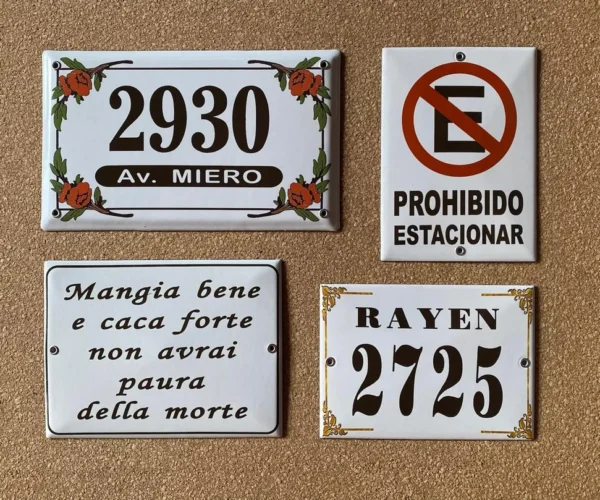 2930
Av. MIERO
E
PROHIBIDO
ESTACIONAR
Mangia bene
e caca forte
non avrai
paura
della morte
RAYEN
2725